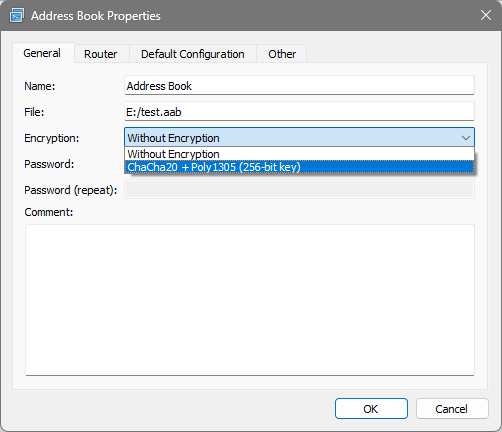 Address Book Properties
General Router Default Configuration Other
Name: Address Book
File: E:/test.aab
Encryption: Without Encryption
Without Encryption
ChaCha20 + Poly1305 (256-bit key)
Password:
Password (repeat):
Comment:
OK Cancel